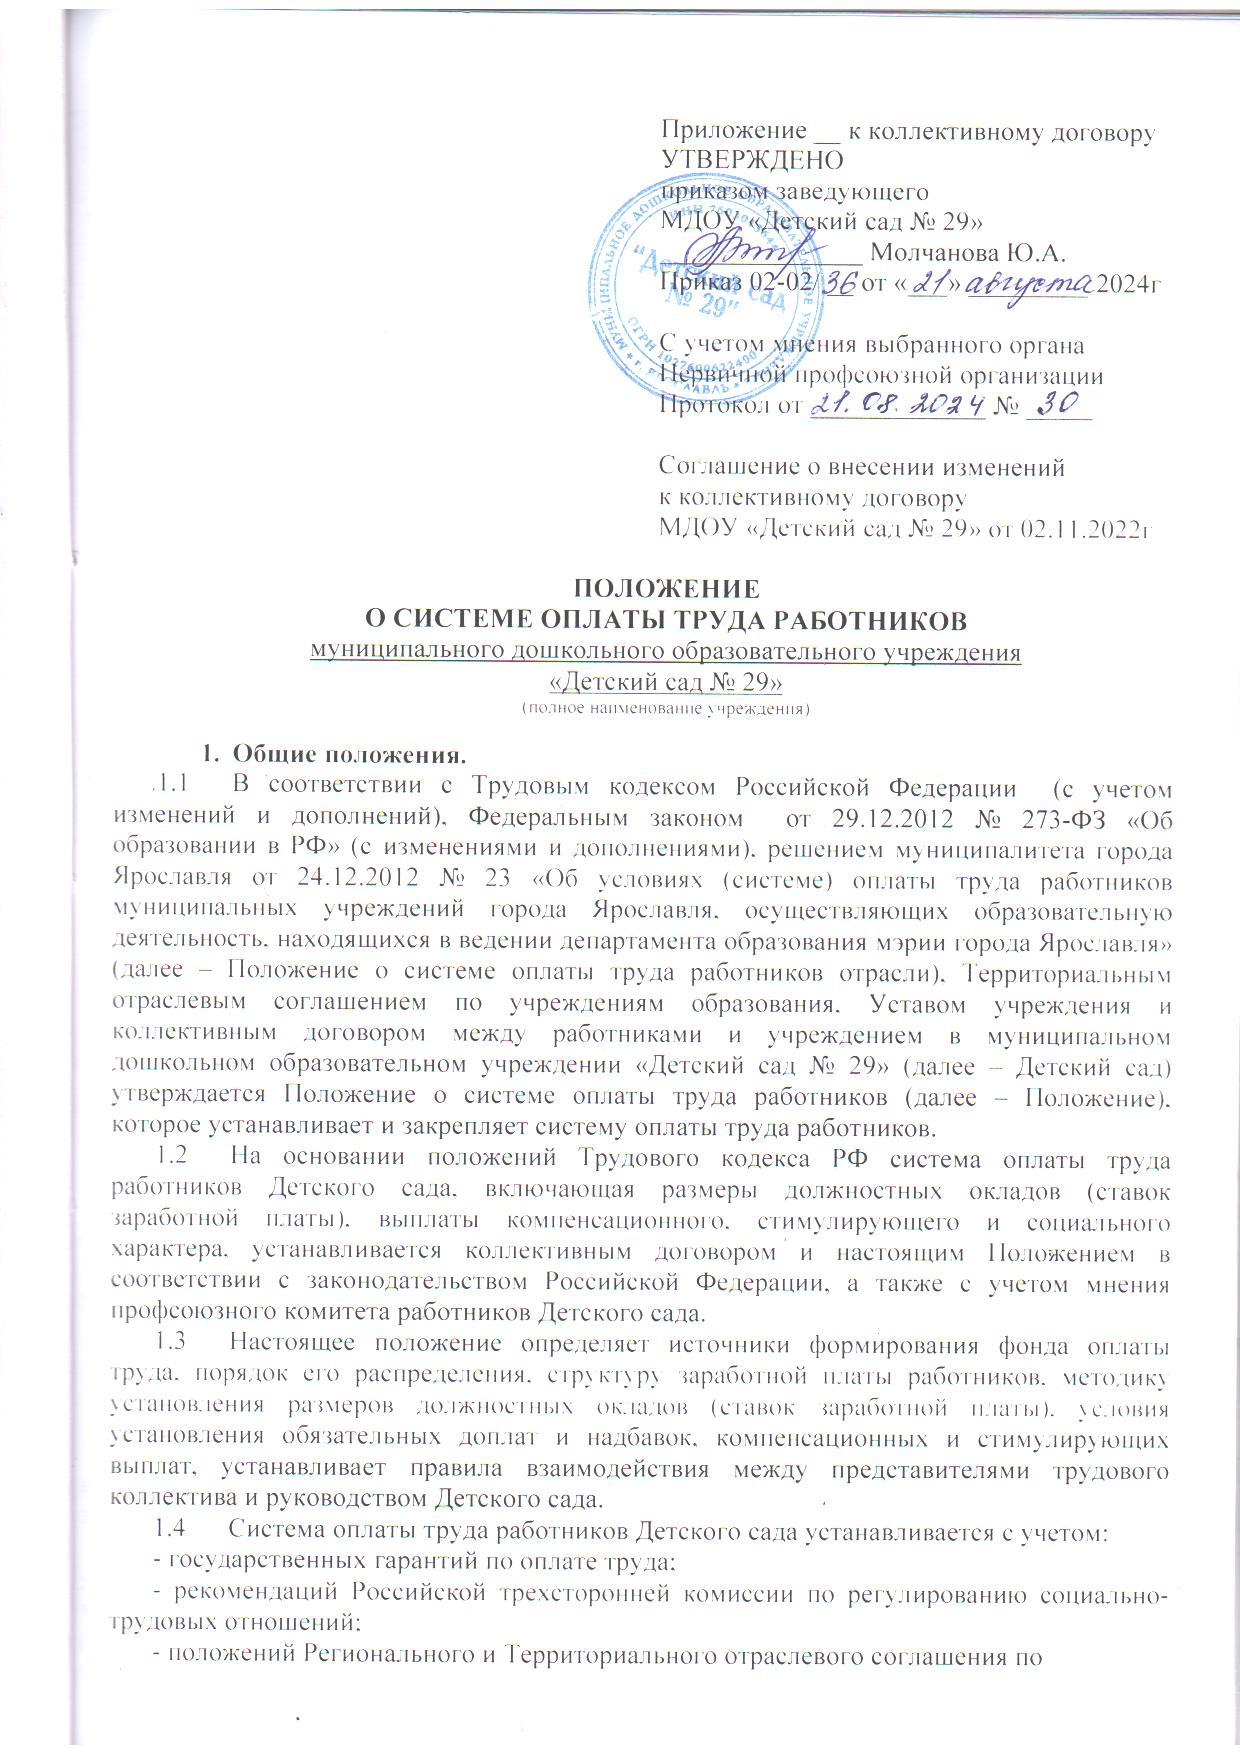 Приложение __ к коллективному договору
УТВЕРЖДЕНО
приказом заведующего
МДОУ «Детский сад № 29»
_______________ Молчанова Ю.А.
Приказ 02-02/ 36 от « 21 » августа 2024г
"Детский сад
№ 29"
С учетом мнения выбранного органа
Первичной профсоюзной организации
Протокол от 21.08.2024 № 30
Соглашение о внесении изменений
к коллективному договору
МДОУ «Детский сад № 29» от 02.11.2022г
ПОЛОЖЕНИЕ
О СИСТЕМЕ ОПЛАТЫ ТРУДА РАБОТНИКОВ
муниципального дошкольного образовательного учреждения
«Детский сад № 29»
(полное наименование учреждения)
1. Общие положения.
.1.1 В соответствии с Трудовым кодексом Российской Федерации (с учетом
изменений и дополнений), Федеральным законом от 29.12.2012 № 273-ФЗ «Об
образовании в РФ» (с изменениями и дополнениями), решением муниципалитета города
Ярославля от 24.12.2012 № 23 «Об условиях (системе) оплаты труда работников
муниципальных учреждений города Ярославля, осуществляющих образовательную
деятельность, находящихся в ведении департамента образования мэрии города Ярославля»
(далее – Положение о системе оплаты труда работников отрасли), Территориальным
отраслевым соглашением по учреждениям образования, Уставом учреждения и
коллективным договором между работниками и учреждением в муниципальном
дошкольном образовательном учреждении «Детский сад № 29» (далее – Детский сад)
утверждается Положение о системе оплаты труда работников (далее – Положение),
которое устанавливает и закрепляет систему оплаты труда работников.
1.2 На основании положений Трудового кодекса РФ система оплаты труда
работников Детского сада, включающая размеры должностных окладов (ставок
заработной платы), выплаты компенсационного, стимулирующего и социального
характера, устанавливается коллективным договором и настоящим Положением в
соответствии с законодательством Российской Федерации, а также с учетом мнения
профсоюзного комитета работников Детского сада.
1.3 Настоящее положение определяет источники формирования фонда оплаты
труда, порядок его распределения, структуру заработной платы работников, методику
установления размеров должностных окладов (ставок заработной платы), условия
установления обязательных доплат и надбавок, компенсационных и стимулирующих
выплат, устанавливает правила взаимодействия между представителями трудового
коллектива и руководством Детского сада.
1.4 Система оплаты труда работников Детского сада устанавливается с учетом:
- государственных гарантий по оплате труда;
- рекомендаций Российской трехсторонней комиссии по регулированию социально-
трудовых отношений;
- положений Регионального и Территориального отраслевого соглашения по